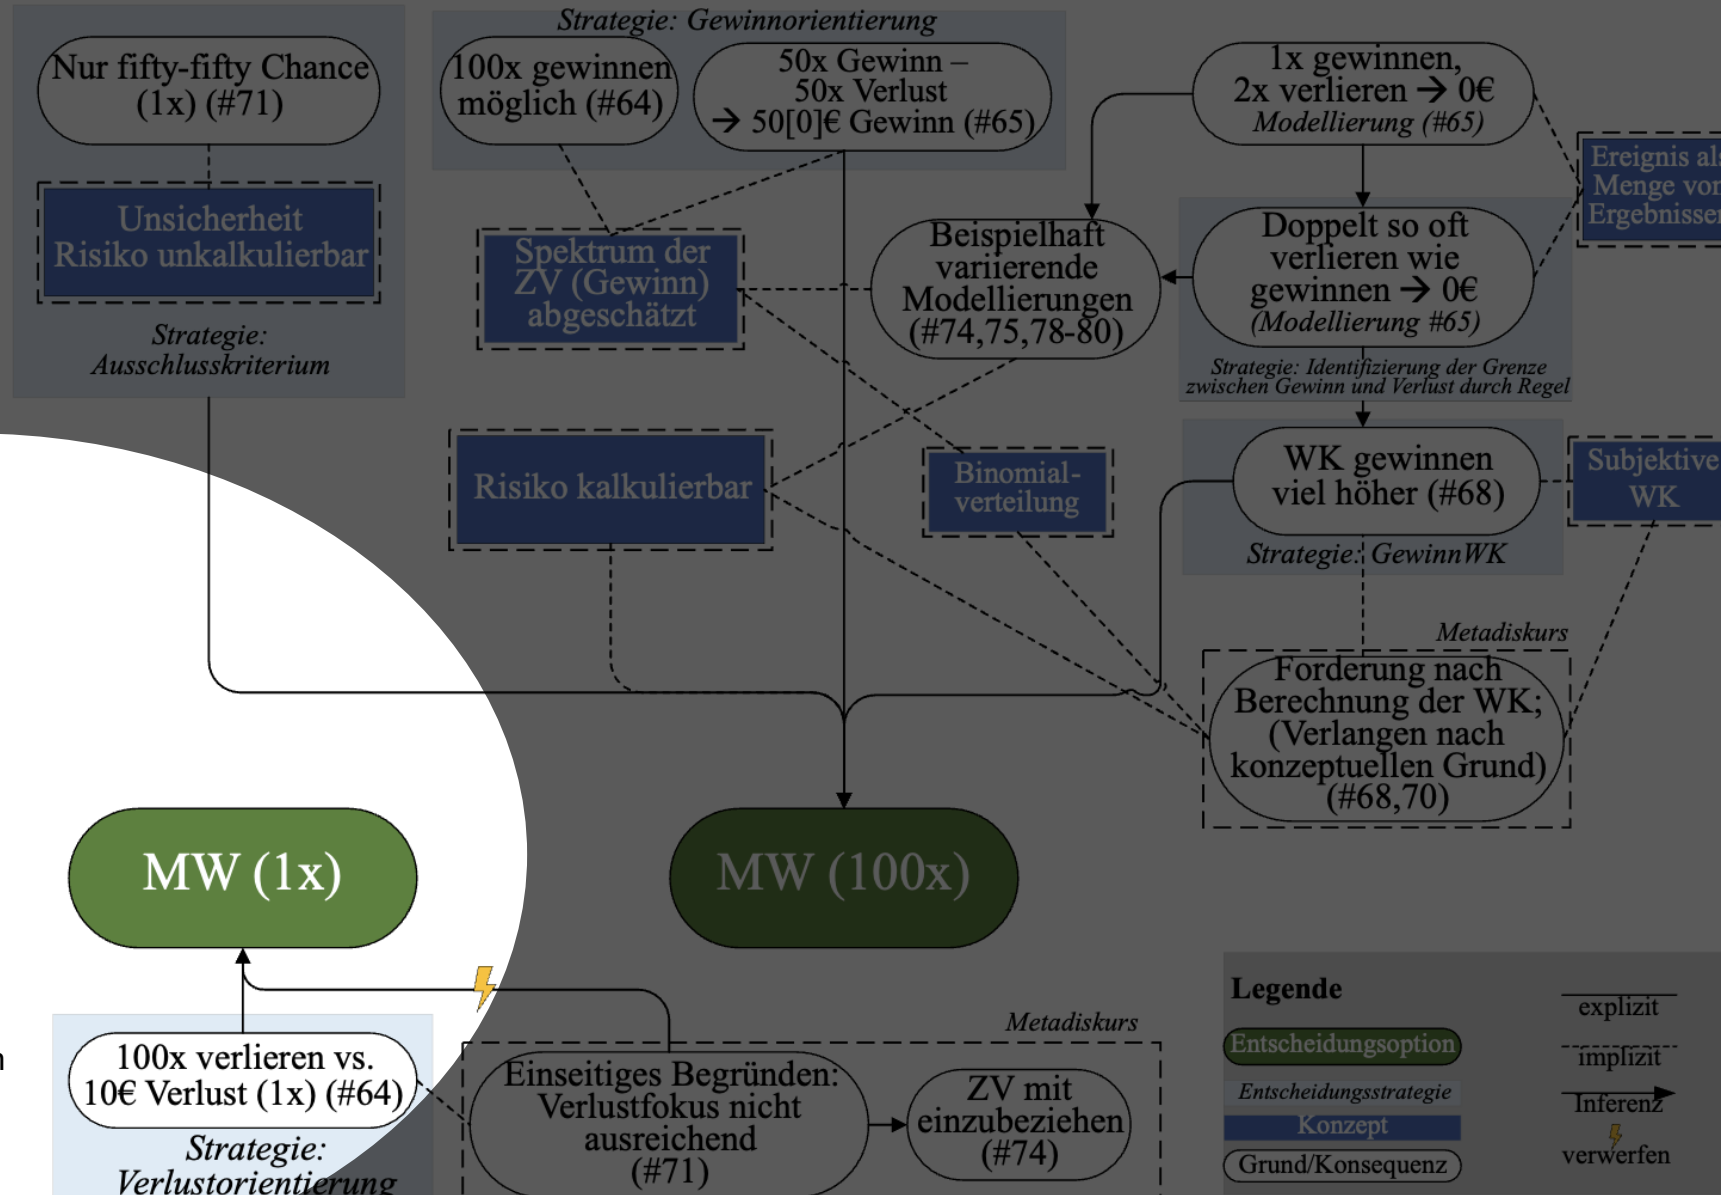 Strategie: Gewinnorientierung
Nur fifty-fifty Chance
(1x) (#71)
100x gewinnen
möglich (#64)
50x Gewinn –
50x Verlust
→ 50[0]€ Gewinn (#65)
1x gewinnen,
2x verlieren → 0€
Modellierung (#65)
Unsicherheit
Risiko unkalkulierbar
Strategie:
Ausschlusskriterium
Spektrum der
ZV (Gewinn)
abgeschätzt
Beispielhaft
variierende
Modellierungen
(#74,75,78-80)
Doppelt so oft
verlieren wie
gewinnen → 0€
(Modellierung #65)
Strategie: Identifizierung der Grenze
zwischen Gewinn und Verlust durch Regel
Ereignis als
Menge von
Ergebnissen
Risiko kalkulierbar
Binomial-
verteilung
WK gewinnen
viel höher (#68)
Strategie: GewinnWK
Subjektive
WK
Metadiskurs
Forderung nach
Berechnung der WK;
(Verlangen nach
konzeptuellen Grund)
(#68,70)
MW (1x)
MW (100x)
100x verlieren vs.
10€ Verlust (1x) (#64)
Strategie:
Verlustorientierung
Metadiskurs
Einseitiges Begründen:
Verlustfokus nicht
ausreichend
(#71)
ZV mit
einzubeziehen
(#74)
Legende
Entscheidungsoption
Entscheidungsstrategie
Konzept
Grund/Konsequenz
explizit
implizit
Inferenz
verwerfen